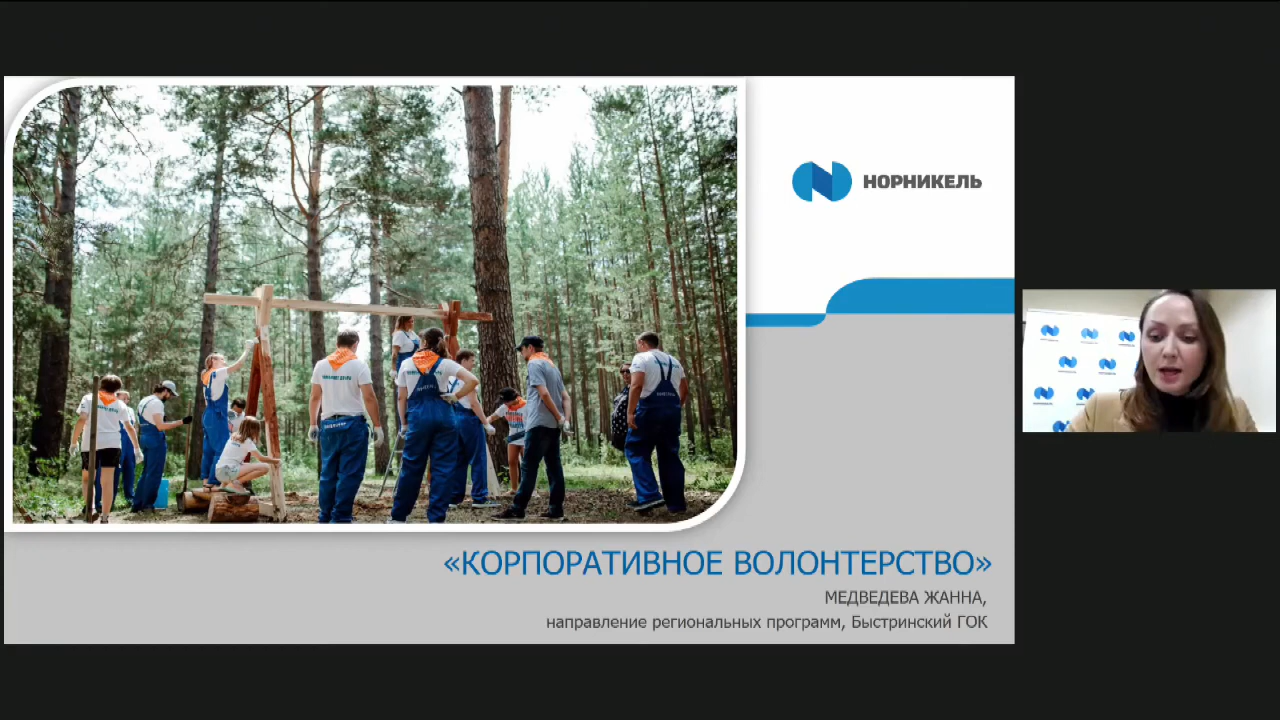 НОРНИКЕЛЬ
«КОРПОРАТИВНОЕ ВОЛОНТЕРСТВО»
МЕДВЕДЕВА ЖАННА,
направление региональных программ, Быстринский ГОК